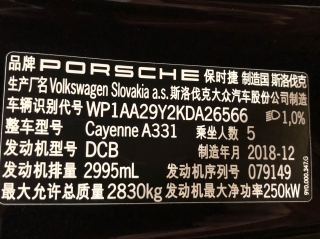 品牌 PORSCHE 保时捷 制造国 斯洛伐克
生产厂名 Volkswagen Slovakia a.s. 斯洛伐克大众汽车股份公司制造
车辆识别代号 WP1AA29Y2KDA26566 1,0%
整车型号 Cayenne A331 乘坐人数 5
发动机型号 DCB 制造年月 2018-12
发动机排量 2995mL 发动机序列号 079149
最大允许总质量 2830kg 发动机最大净功率 250kW